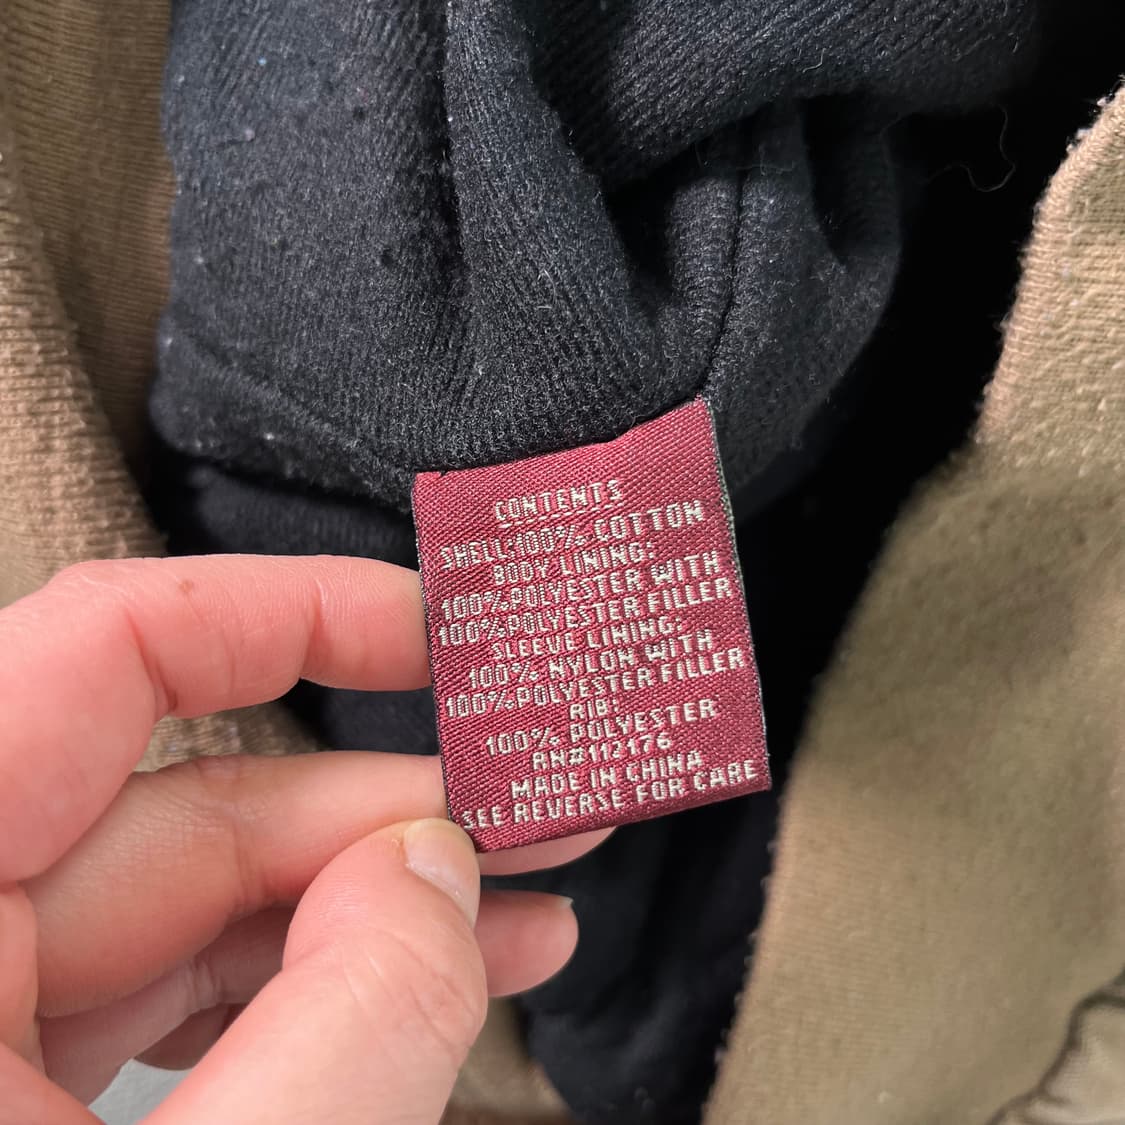 CONTENTS
SHELL:100% COTTON
BODY LINING:
100%POLYESTER WITH
100%POLYESTER FILLER
SLEEVE LINING:
100% NYLON WITH
100%POLYESTER FILLER
RIB:
100% POLYESTER
RN#112176
MADE IN CHINA
SEE REVERSE FOR CARE